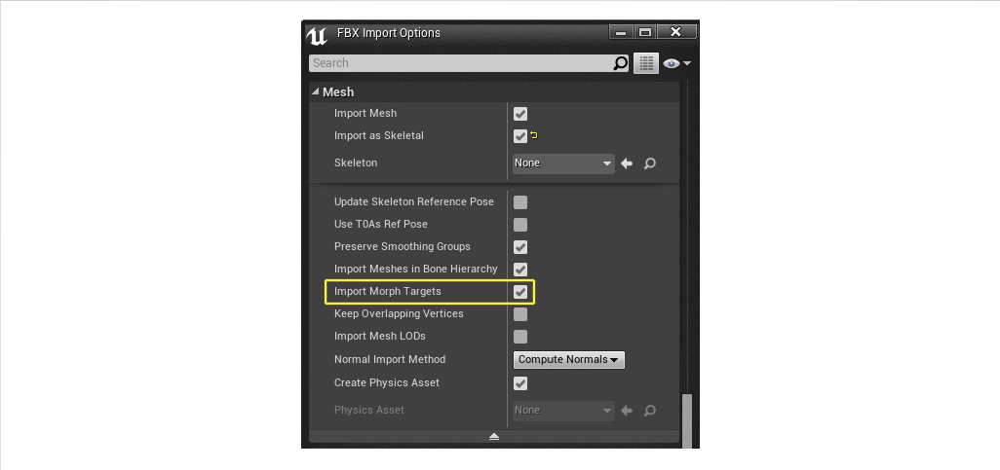 FBX Import Options
Search
Mesh
Import Mesh
Import as Skeletal
Skeleton None
Update Skeleton Reference Pose
Use T0As Ref Pose
Preserve Smoothing Groups
Import Meshes in Bone Hierarchy
Import Morph Targets
Keep Overlapping Vertices
Import Mesh LODs
Normal Import Method Compute Normals
Create Physics Asset
Physics Asset None